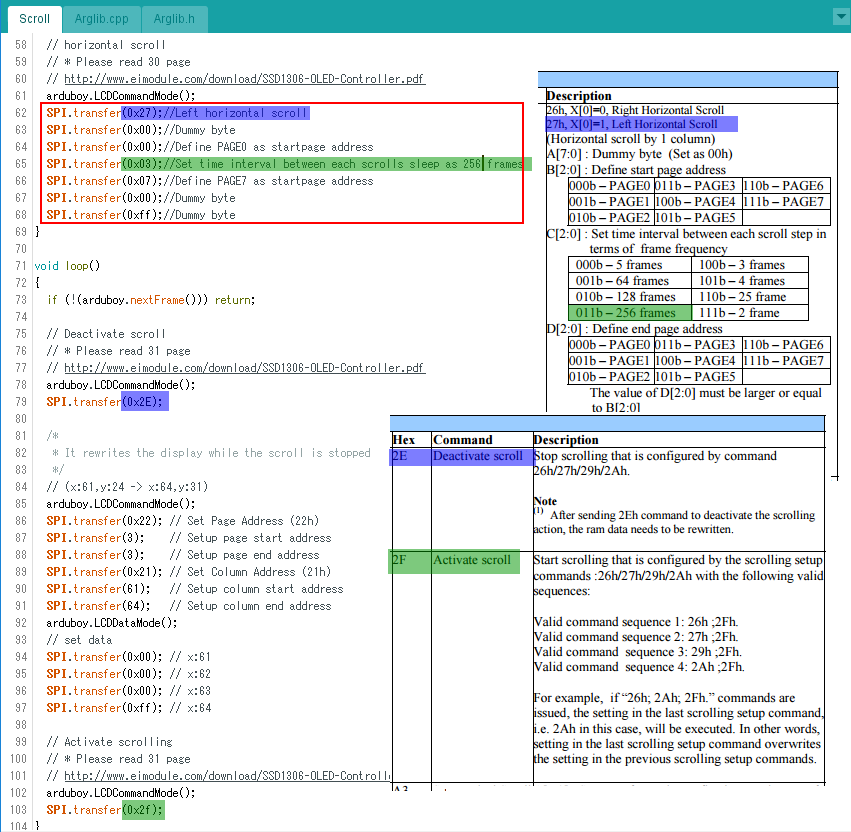 Scroll
Arglib.cpp
Arglib.h
58 // horizontal scroll
59 // * Please read 30 page
60 // http://www.eimodule.com/download/SSD1306-OLED-Controller.pdf
61 arduboy.LCDCommandMode();
62 SPI.transfer(0x27);//Left horizontal scroll
63 SPI.transfer(0x00);//Dummy byte
64 SPI.transfer(0x00);//Define PAGE0 as startpage address
65 SPI.transfer(0x03);//Set time interval between each scrolls sleep as 256 frames
66 SPI.transfer(0x07);//Define PAGE7 as startpage address
67 SPI.transfer(0x00);//Dummy byte
68 SPI.transfer(0xff);//Dummy byte
69 }
70
71 void loop()
72 {
73 if (!(arduboy.nextFrame())) return;
74
75 // Deactivate scroll
76 // * Please read 31 page
77 // http://www.eimodule.com/download/SSD1306-OLED-Controller.pdf
78 arduboy.LCDCommandMode();
79 SPI.transfer(0x2E);
80
81 /*
82 * It rewrites the display while the scroll is stopped
83 */
84 // (x:61,y:24 -> x:64,y:31)
85 arduboy.LCDCommandMode();
86 SPI.transfer(0x22); // Set Page Address (22h)
87 SPI.transfer(3); // Setup page start address
88 SPI.transfer(3); // Setup page end address
89 SPI.transfer(0x21); // Set Column Address (21h)
90 SPI.transfer(61); // Setup column start address
91 SPI.transfer(64); // Setup column end address
92 arduboy.LCDDataMode();
93 // set data
94 SPI.transfer(0x00); // x:61
95 SPI.transfer(0x00); // x:62
96 SPI.transfer(0x00); // x:63
97 SPI.transfer(0xff); // x:64
98
99 // Activate scrolling
100 // * Please read 31 page
101 // http://www.eimodule.com/download/SSD1306-OLED-Controlle
102 arduboy.LCDCommandMode();
103 SPI.transfer(0x2f);
104 }
Description
26h, X[0]=0, Right Horizontal Scroll
27h, X[0]=1, Left Horizontal Scroll
(Horizontal scroll by 1 column)
A[7:0] : Dummy byte (Set as 00h)
B[2:0] : Define start page address
000b – PAGE0 011b – PAGE3 110b – PAGE6
001b – PAGE1 100b – PAGE4 111b – PAGE7
010b – PAGE2 101b – PAGE5
C[2:0] : Set time interval between each scroll step in
terms of frame frequency
000b – 5 frames 100b – 3 frames
001b – 64 frames 101b – 4 frames
010b – 128 frames 110b – 25 frame
011b – 256 frames 111b – 2 frame
D[2:0] : Define end page address
000b – PAGE0 011b – PAGE3 110b – PAGE6
001b – PAGE1 100b – PAGE4 111b – PAGE7
010b – PAGE2 101b – PAGE5
The value of D[2:0] must be larger or equal
to B[2:0]
Hex Command Description
2E Deactivate scroll Stop scrolling that is configured by command
26h/27h/29h/2Ah.
Note
(1) After sending 2Eh command to deactivate the scrolling
action, the ram data needs to be rewritten.
2F Activate scroll Start scrolling that is configured by the scrolling setup
commands :26h/27h/29h/2Ah with the following valid
sequences:
Valid command sequence 1: 26h ;2Fh.
Valid command sequence 2: 27h ;2Fh.
Valid command sequence 3: 29h ;2Fh.
Valid command sequence 4: 2Ah ;2Fh.
For example, if “26h; 2Ah; 2Fh.” commands are
issued, the setting in the last scrolling setup command,
i.e. 2Ah in this case, will be executed. In other words,
setting in the last scrolling setup command overwrites
the setting in the previous scrolling setup commands.